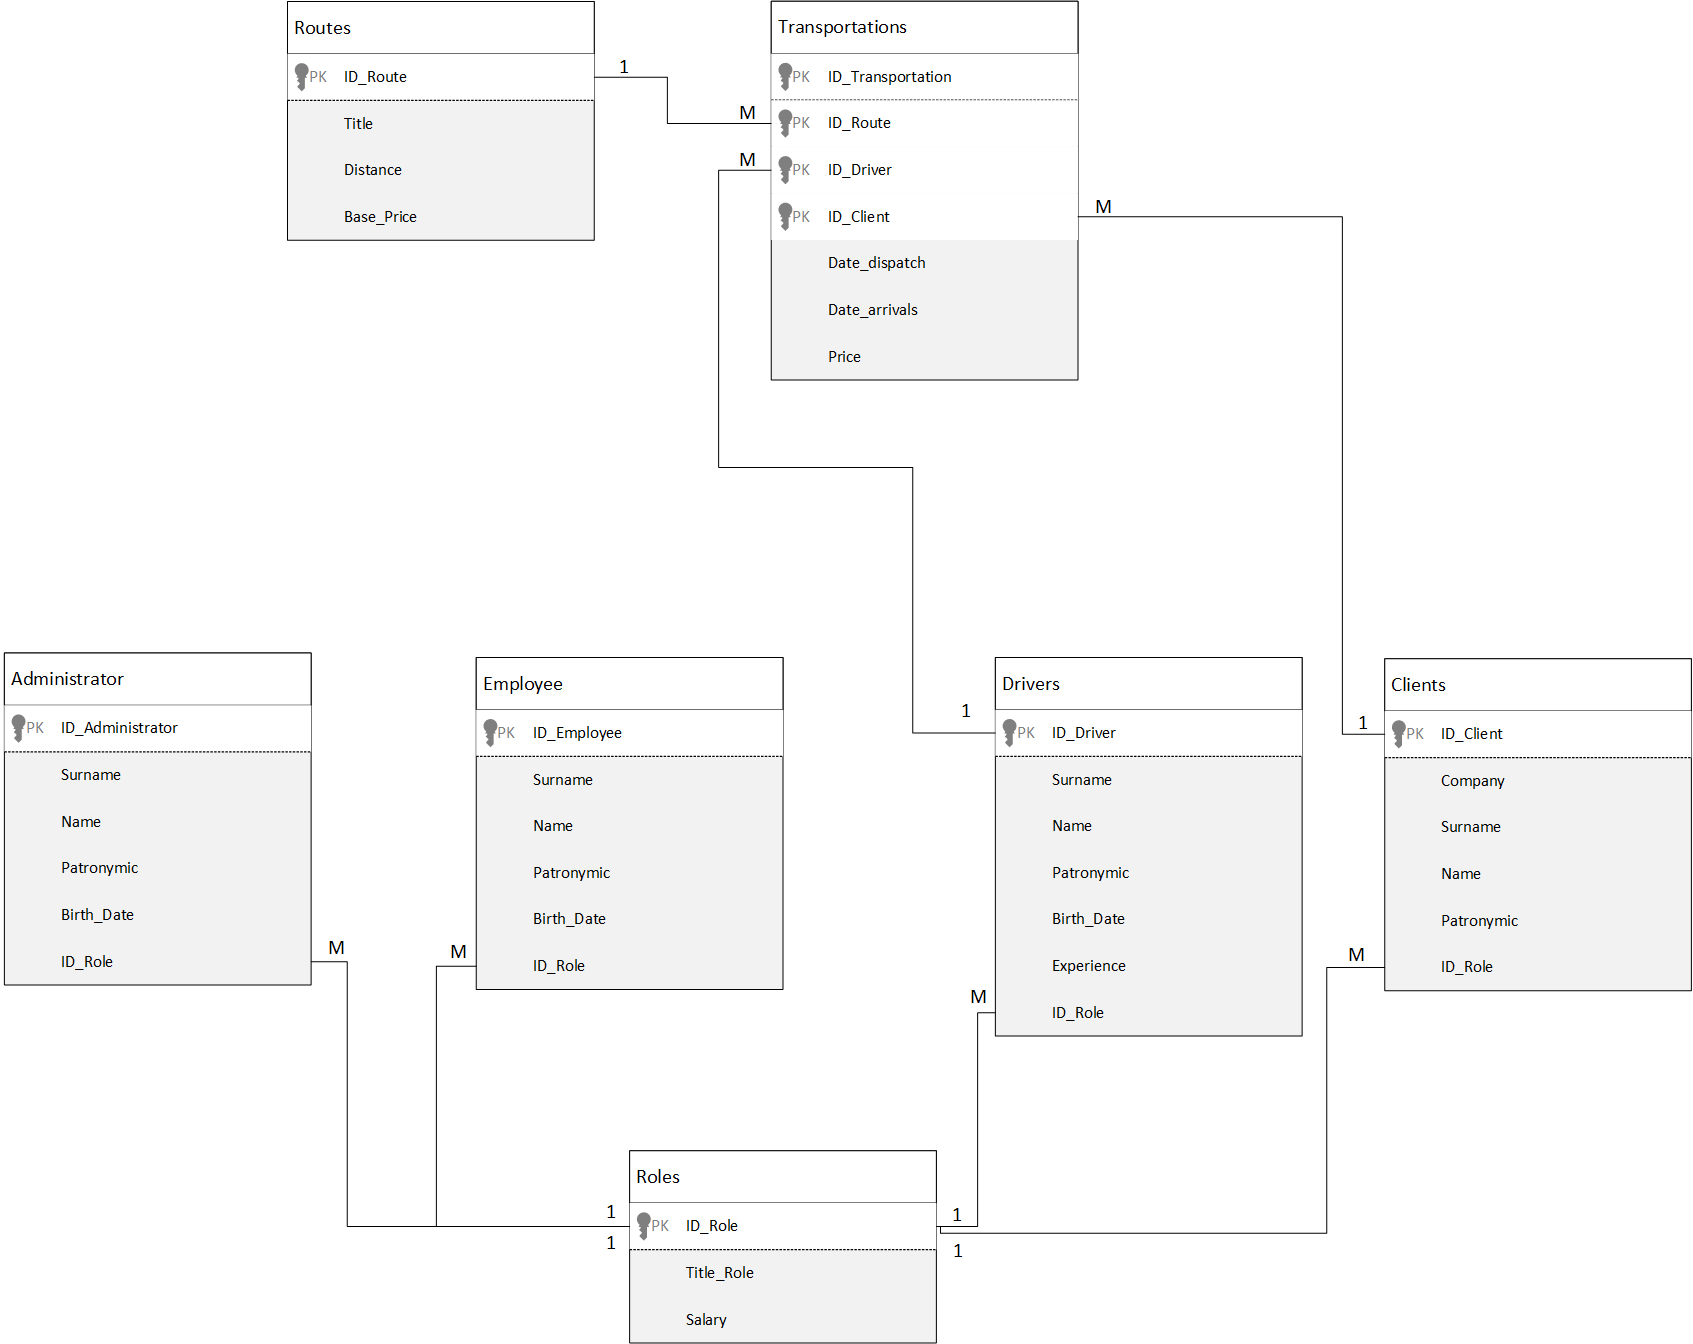 Routes
PK ID_Route
Title
Distance
Base_Price
1
M
M
Transportations
PK ID_Transportation
PK ID_Route
PK ID_Driver
PK ID_Client
Date_dispatch
Date_arrivals
Price
M
Administrator
PK ID_Administrator
Surname
Name
Patronymic
Birth_Date
ID_Role
M
Employee
PK ID_Employee
Surname
Name
Patronymic
Birth_Date
ID_Role
M
1
Drivers
PK ID_Driver
Surname
Name
Patronymic
Birth_Date
Experience
ID_Role
M
1
Clients
PK ID_Client
Company
Surname
Name
Patronymic
ID_Role
M
Roles
PK ID_Role
Title_Role
Salary
1
1
1
1